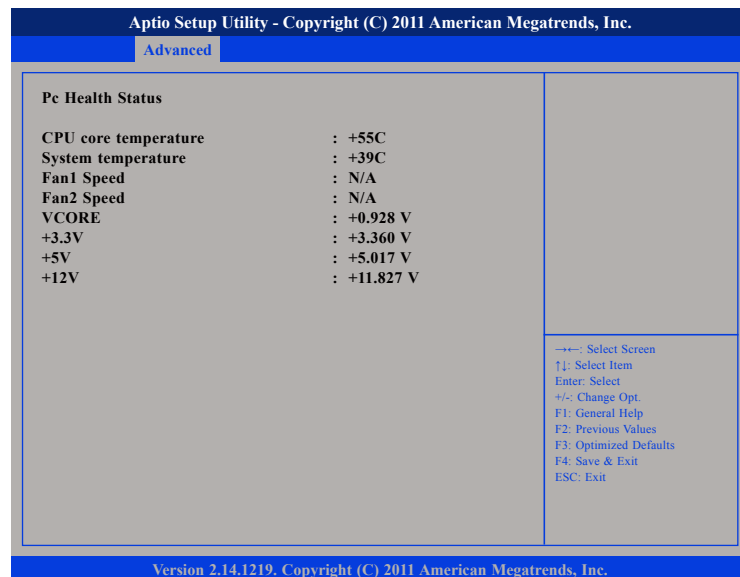 Aptio Setup Utility - Copyright (C) 2011 American Megatrends, Inc.
Advanced
Pc Health Status
CPU core temperature : +55C
System temperature : +39C
Fan1 Speed : N/A
Fan2 Speed : N/A
VCORE : +0.928 V
+3.3V : +3.360 V
+5V : +5.017 V
+12V : +11.827 V
→←: Select Screen
↑↓: Select Item
Enter: Select
+/-: Change Opt.
F1: General Help
F2: Previous Values
F3: Optimized Defaults
F4: Save & Exit
ESC: Exit
Version 2.14.1219. Copyright (C) 2011 American Megatrends, Inc.